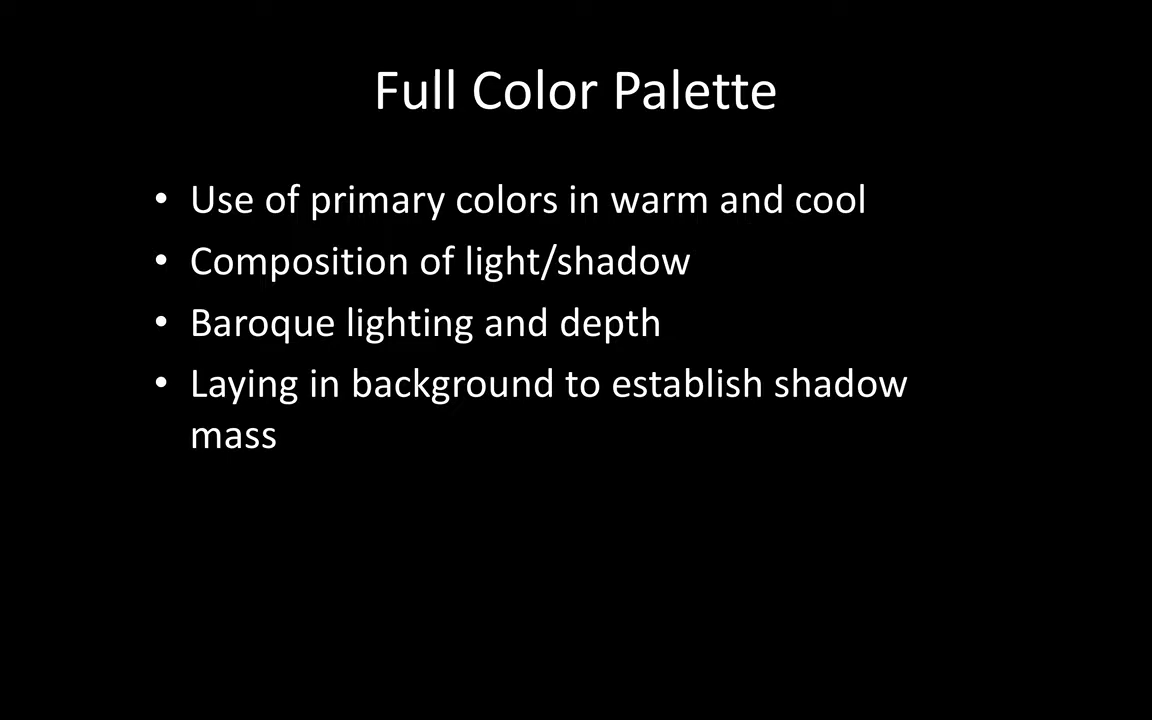 Full Color Palette
• Use of primary colors in warm and cool
• Composition of light/shadow
• Baroque lighting and depth
• Laying in background to establish shadow
mass